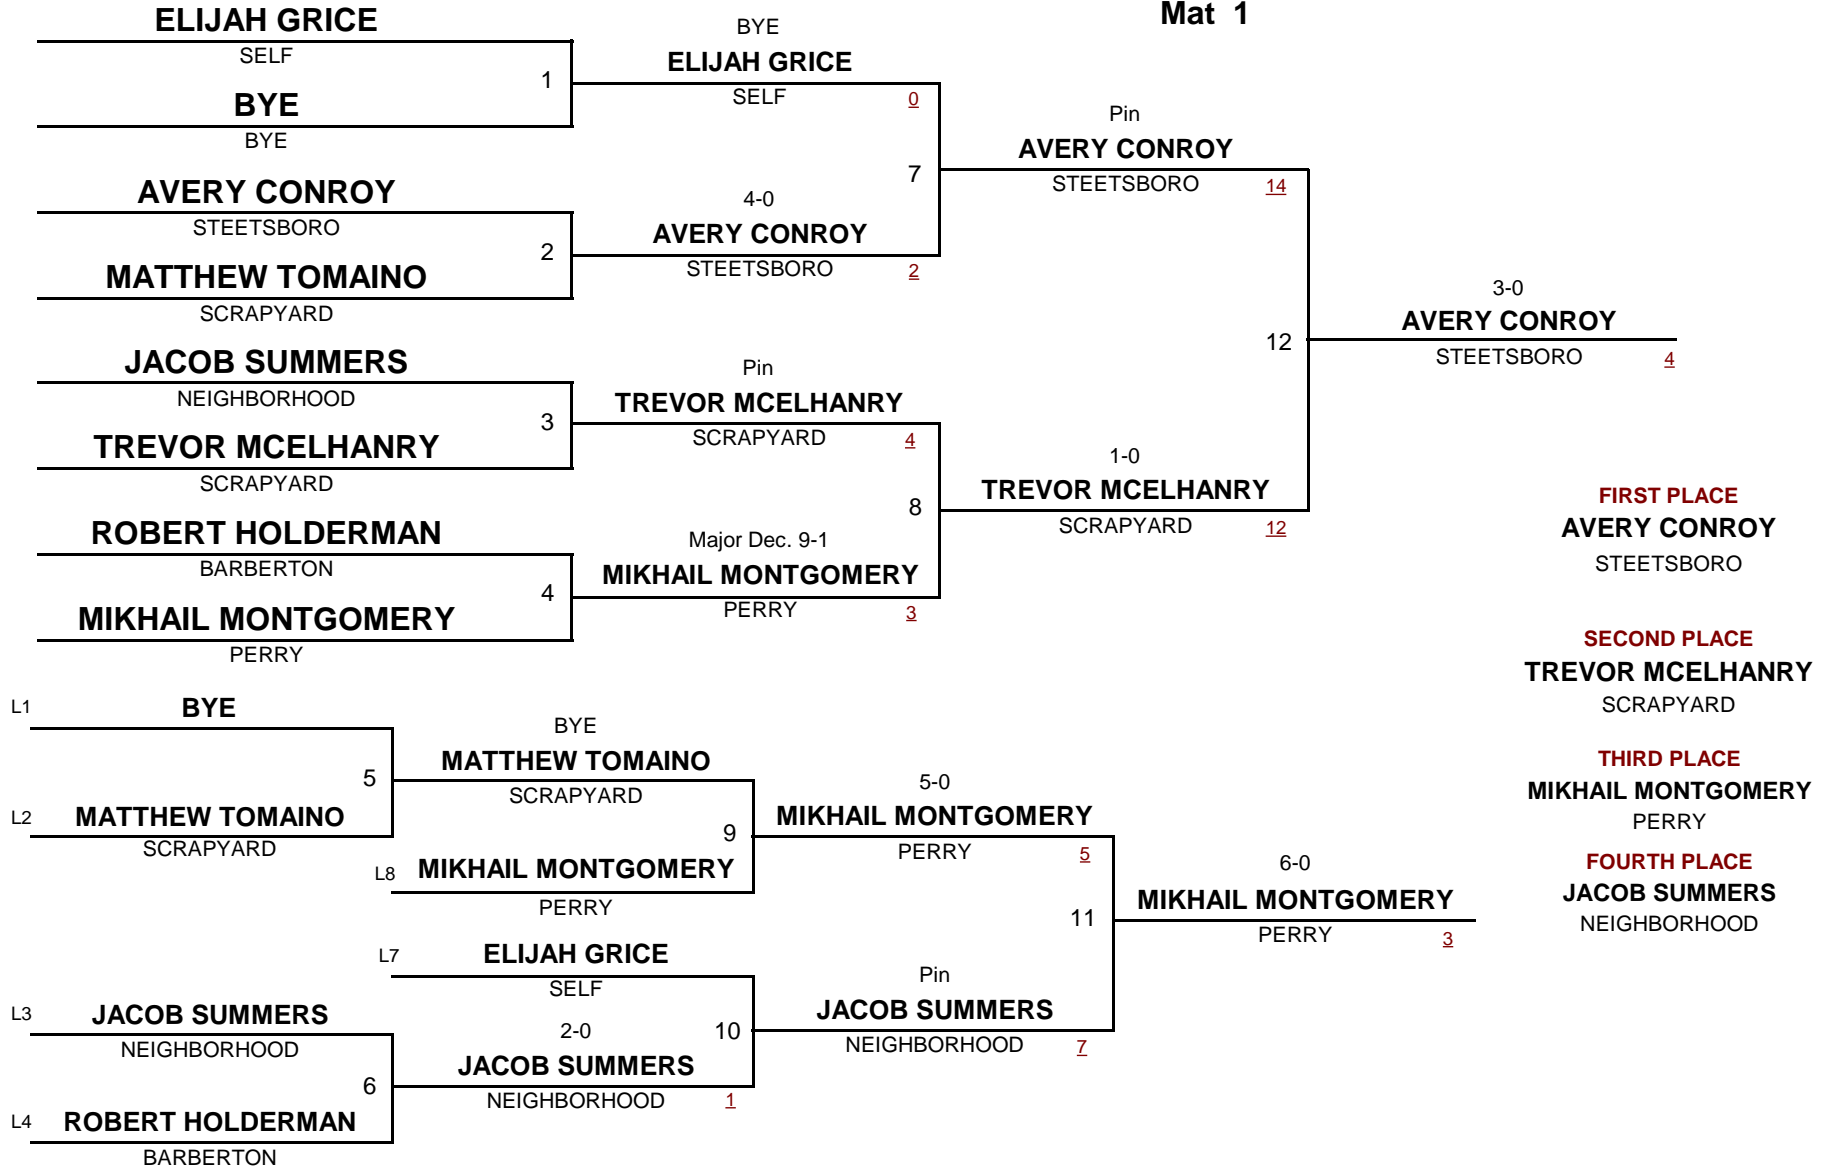 Mat 1
ELIJAH GRICE
SELF
1
BYE
BYE
AVERY CONROY
STEETSBORO
2
MATTHEW TOMAINO
SCRAPYARD
JACOB SUMMERS
NEIGHBORHOOD
3
TREVOR MCELHANRY
SCRAPYARD
ROBERT HOLDERMAN
BARBERTON
4
MIKHAIL MONTGOMERY
PERRY
BYE
ELIJAH GRICE
SELF 0
7
4-0
AVERY CONROY
STEETSBORO 2
Pin
TREVOR MCELHANRY
SCRAPYARD 4
8
Major Dec. 9-1
MIKHAIL MONTGOMERY
PERRY 3
Pin
AVERY CONROY
STEETSBORO 14
12
1-0
TREVOR MCELHANRY
SCRAPYARD 12
3-0
AVERY CONROY
STEETSBORO 4
FIRST PLACE
AVERY CONROY
STEETSBORO
SECOND PLACE
TREVOR MCELHANRY
SCRAPYARD
THIRD PLACE
MIKHAIL MONTGOMERY
PERRY
FOURTH PLACE
JACOB SUMMERS
NEIGHBORHOOD
L1 BYE
5
L2 MATTHEW TOMAINO
SCRAPYARD
BYE
MATTHEW TOMAINO
SCRAPYARD
9
L8 MIKHAIL MONTGOMERY
PERRY
L7 ELIJAH GRICE
SELF
10
L3 JACOB SUMMERS
NEIGHBORHOOD
6
L4 ROBERT HOLDERMAN
BARBERTON
2-0
JACOB SUMMERS
NEIGHBORHOOD 1
5-0
MIKHAIL MONTGOMERY
PERRY 5
11
Pin
JACOB SUMMERS
NEIGHBORHOOD 7
6-0
MIKHAIL MONTGOMERY
PERRY 3